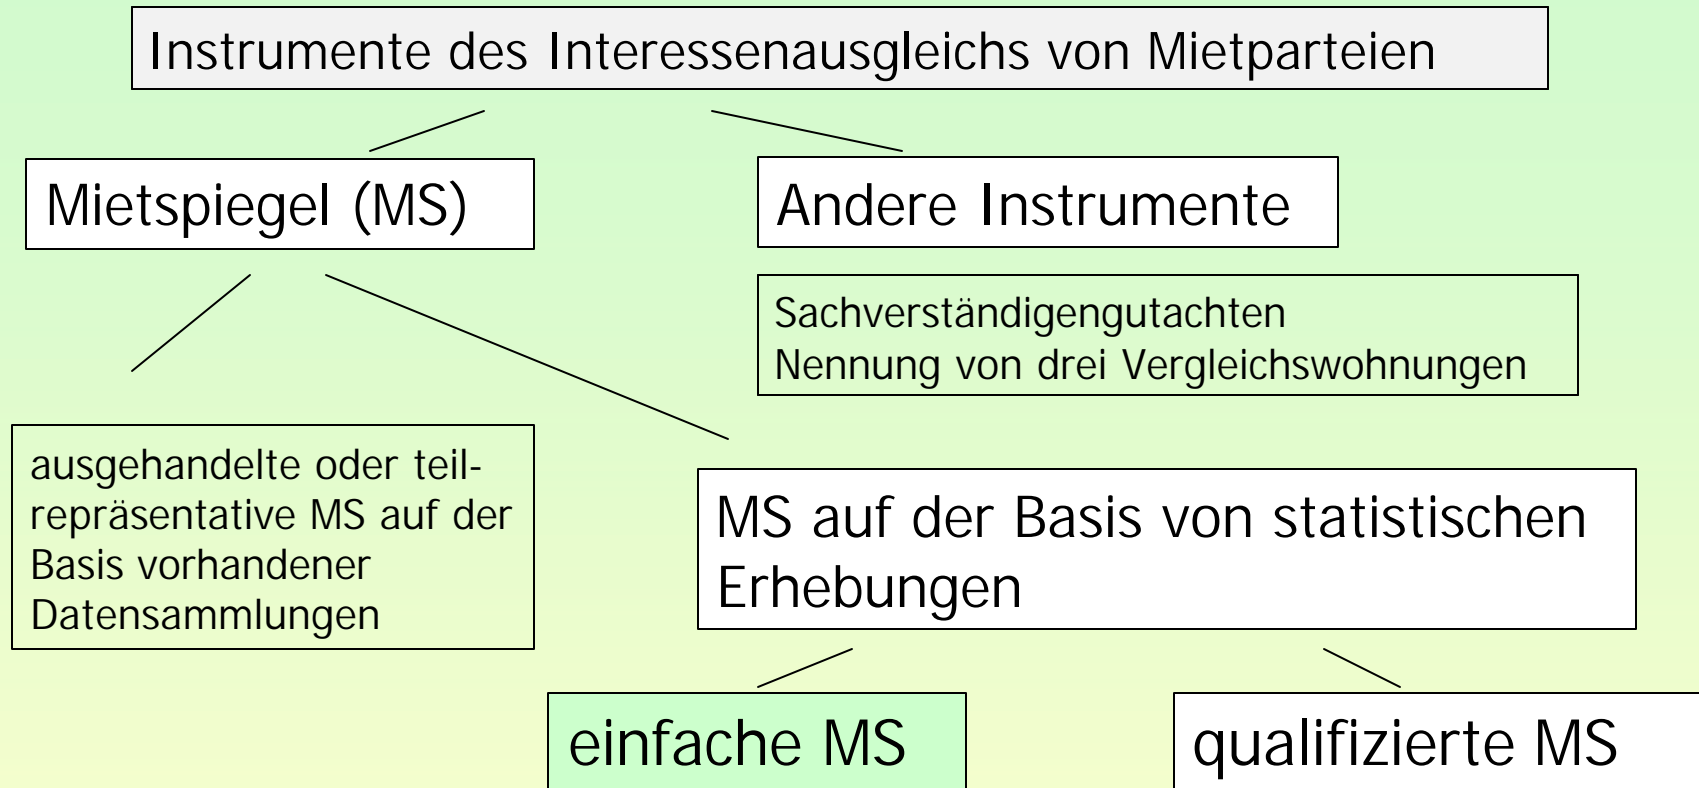 Instrumente des Interessenausgleichs von Mietparteien
Mietspiegel (MS)
Andere Instrumente
Sachverständigengutachten
Nennung von drei Vergleichswohnungen
ausgehandelte oder teil-
repräsentative MS auf der
Basis vorhandener
Datensammlungen
MS auf der Basis von statistischen
Erhebungen
einfache MS
qualifizierte MS